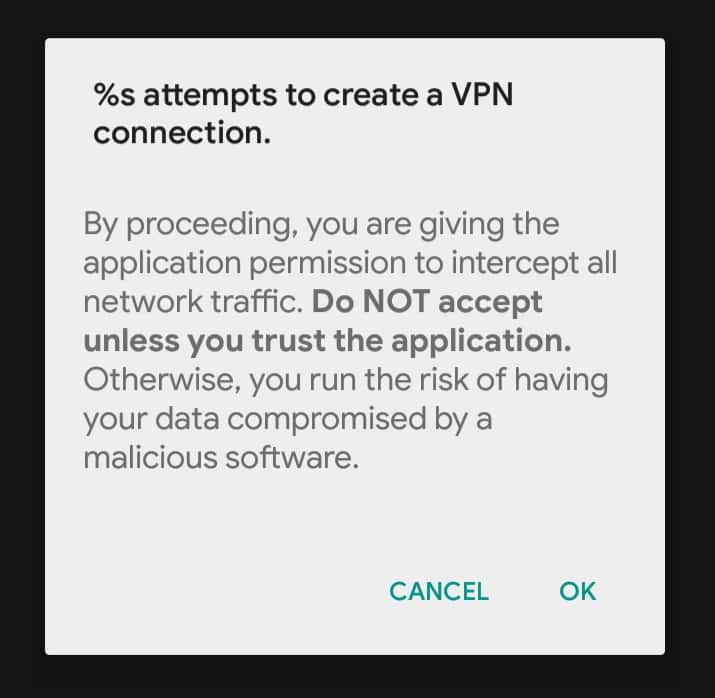 %s attempts to create a VPN
connection.
By proceeding, you are giving the
application permission to intercept all
network traffic. Do NOT accept
unless you trust the application.
Otherwise, you run the risk of having
your data compromised by a
malicious software.
CANCEL OK